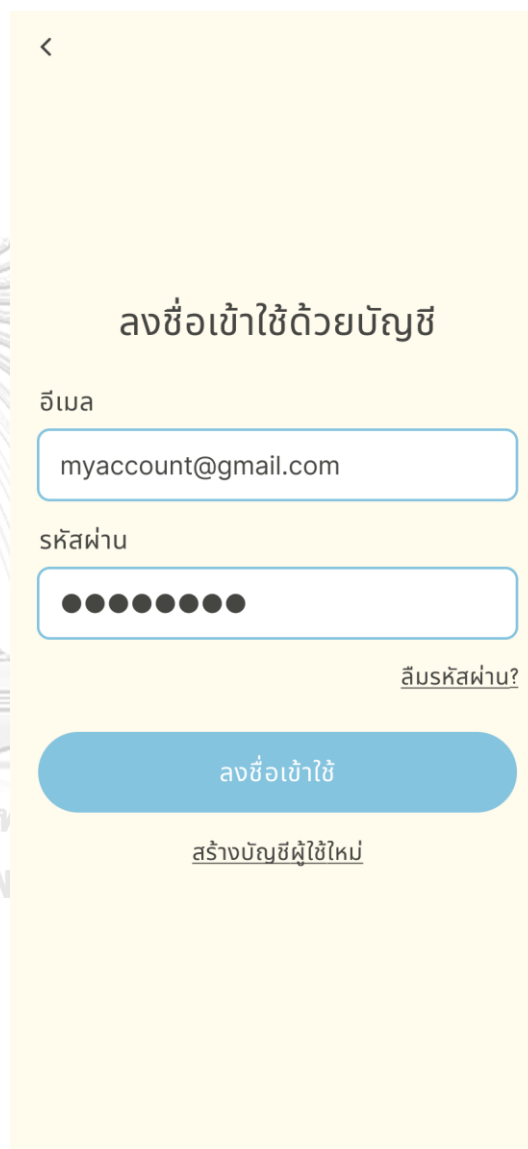 ลงชื่อเข้าใช้ด้วยบัญชี
อีเมล
myaccount@gmail.com
รหัสผ่าน
ลืมรหัสผ่าน?
ลงชื่อเข้าใช้
สร้างบัญชีผู้ใช้ใหม่